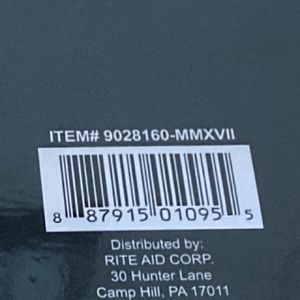 ITEM# 9028160-MMXVII
8 87915 01095 5
Distributed by:
RITE AID CORP.
30 Hunter Lane
Camp Hill, PA 17011